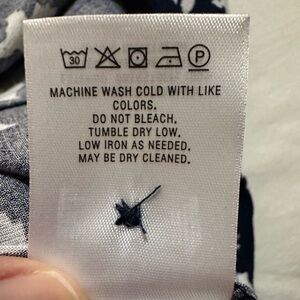 30 P
MACHINE WASH COLD WITH LIKE
COLORS.
DO NOT BLEACH.
TUMBLE DRY LOW.
LOW IRON AS NEEDED.
MAY BE DRY CLEANED.